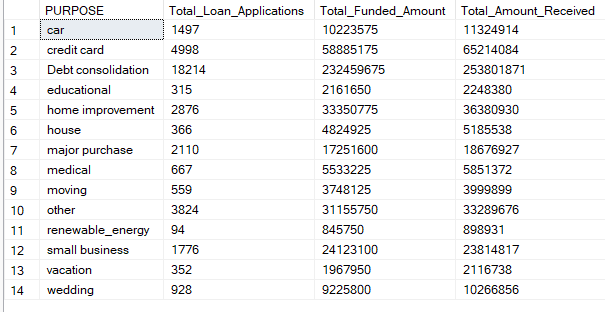 PURPOSE Total_Loan_Applications Total_Funded_Amount Total_Amount_Received
1 car 1497 10223575 11324914
2 credit card 4998 58885175 65214084
3 Debt consolidation 18214 232459675 253801871
4 educational 315 2161650 2248380
5 home improvement 2876 33350775 36380930
6 house 366 4824925 5185538
7 major purchase 2110 17251600 18676927
8 medical 667 5533225 5851372
9 moving 559 3748125 3999899
10 other 3824 31155750 33289676
11 renewable_energy 94 845750 898931
12 small business 1776 24123100 23814817
13 vacation 352 1967950 2116738
14 wedding 928 9225800 10266856